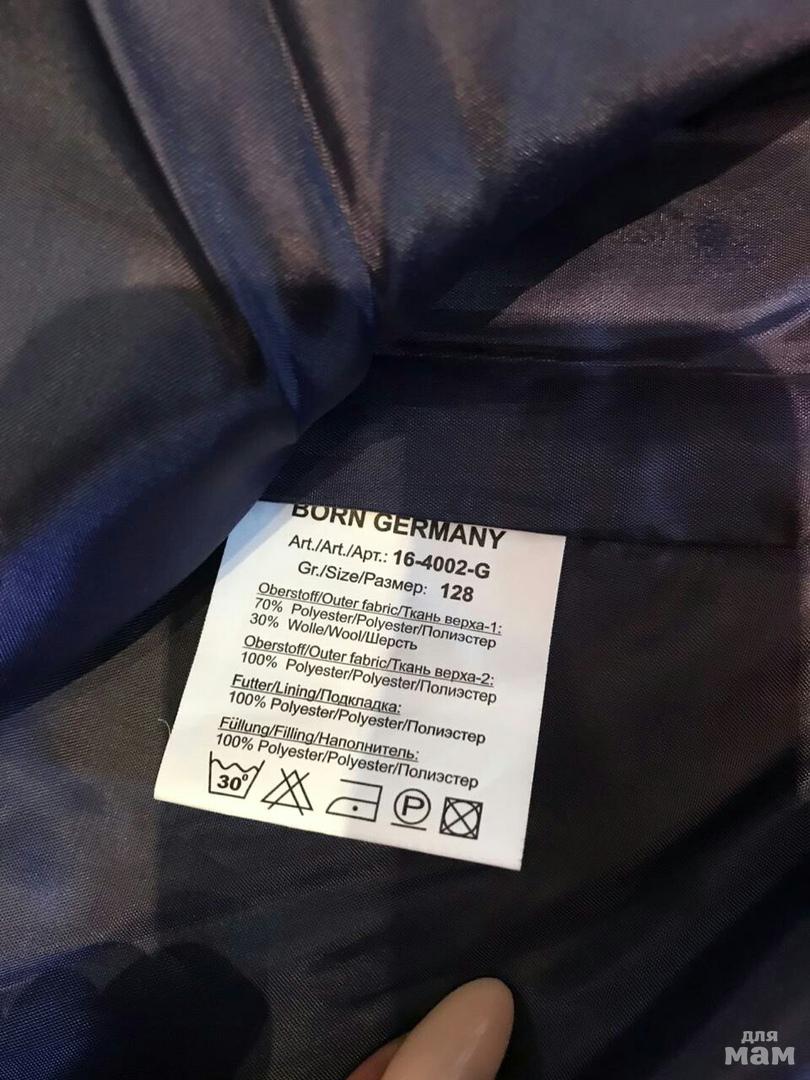 BORN GERMANY
Art./Art./Арт.: 16-4002-G
Gr./Size/Размер: 128
Oberstoff/Outer fabric/Ткань верха-1:
70% Polyester/Polyester/Полиэстер
30% Wolle/Wool/Шерсть
Oberstoff/Outer fabric/Ткань верха-2:
100% Polyester/Polyester/Полиэстер
Futter/Lining/Подкладка:
100% Polyester/Polyester/Полиэстер
Füllung/Filling/Наполнитель:
100% Polyester/Polyester/Полиэстер
30° P
для
мам